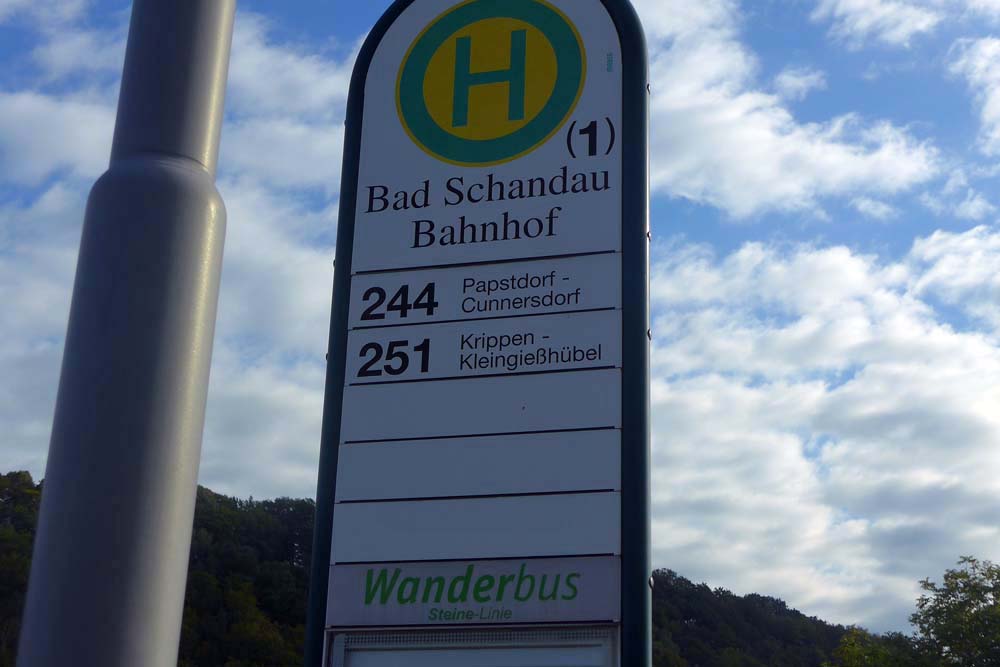 H
(1)
Bad Schandau
Bahnhof
244 Papstdorf -
Cunnersdorf
251 Krippen -
Kleingießhübel
Wanderbus
Steine-Linie